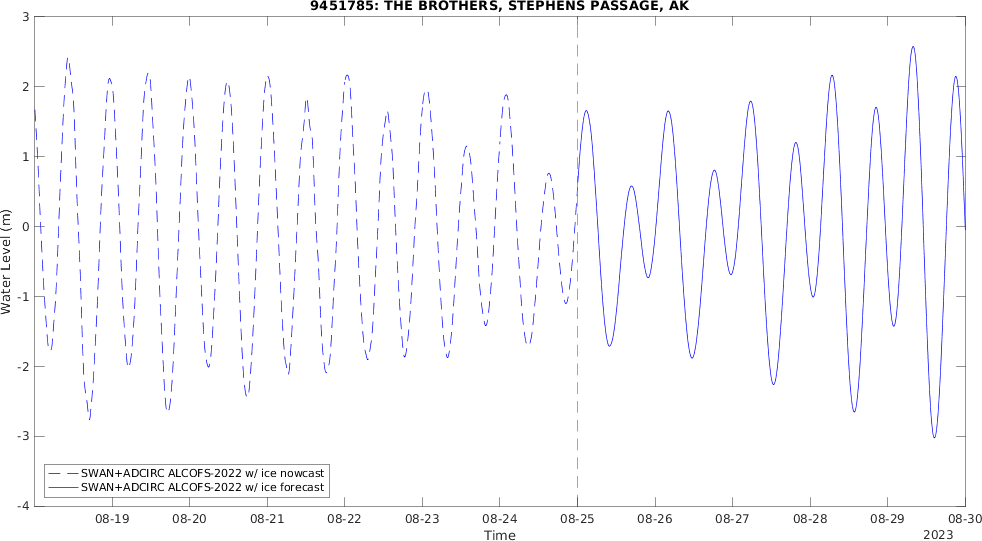 9451785: THE BROTHERS, STEPHENS PASSAGE, AK
3
2
1
0
-1
-2
-3
-4
Water Level (m)
SWAN+ADCIRC ALCOFS-2022 w/ ice nowcast
SWAN+ADCIRC ALCOFS-2022 w/ ice forecast
08-19 08-20 08-21 08-22 08-23 08-24 08-25 08-26 08-27 08-28 08-29 08-30
Time
2023